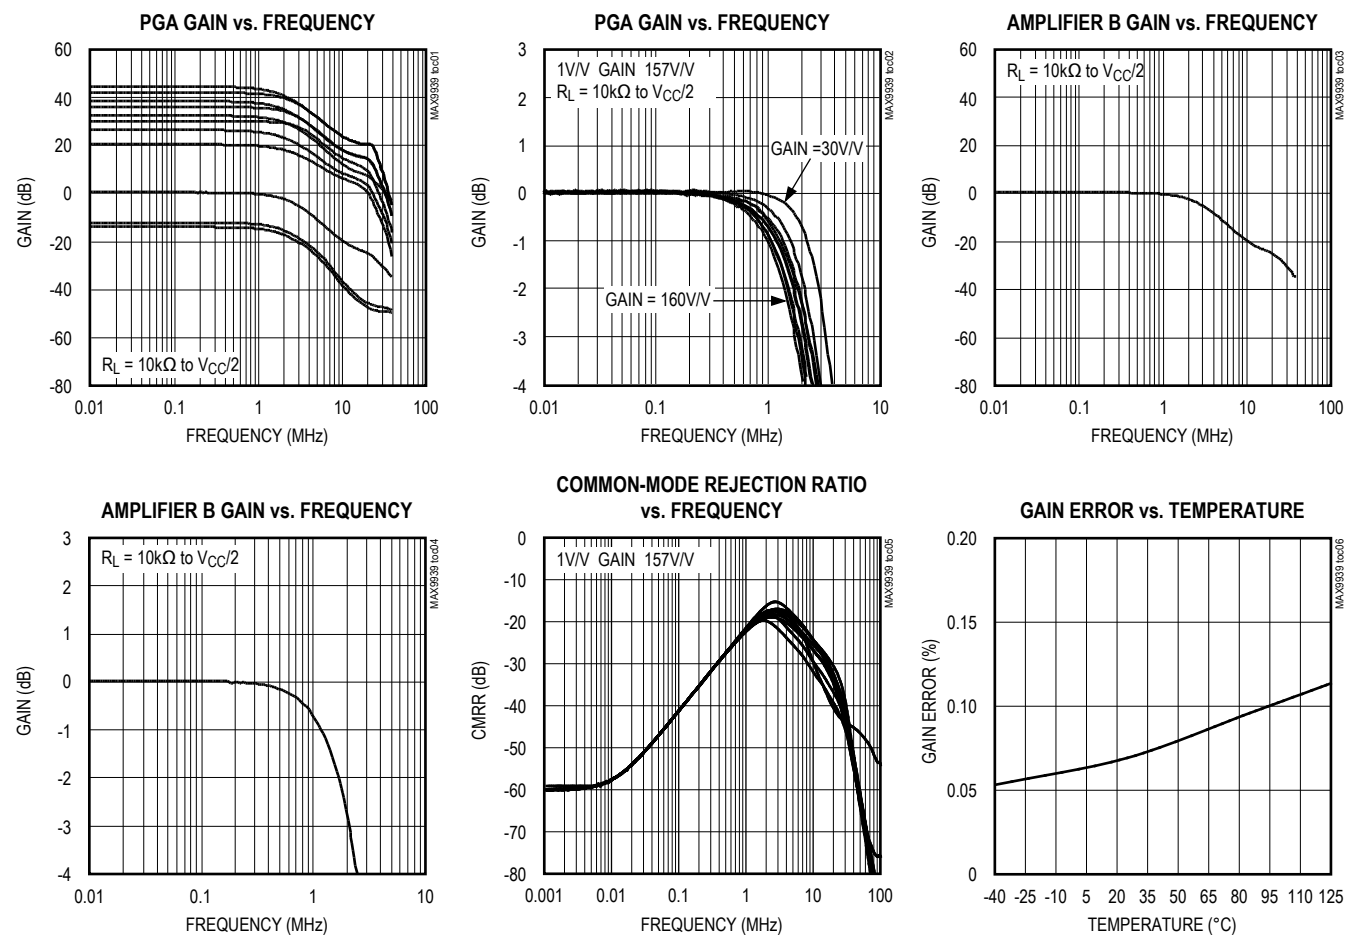 PGA GAIN vs. FREQUENCY
MAX9939 toc01
60
40
20
0
-20
-40
-60
-80
GAIN (dB)
RL = 10kΩ to VCC/2
0.01 0.1 1 10 100
FREQUENCY (MHz)
PGA GAIN vs. FREQUENCY
MAX9939 toc02
3
2
1
0
-1
-2
-3
-4
GAIN (dB)
1V/V GAIN 157V/V
RL = 10kΩ to VCC/2
GAIN =30V/V
GAIN = 160V/V
0.01 0.1 1 10
FREQUENCY (MHz)
AMPLIFIER B GAIN vs. FREQUENCY
MAX9939 toc03
60
40
20
0
-20
-40
-60
-80
GAIN (dB)
RL = 10kΩ to VCC/2
0.01 0.1 1 10 100
FREQUENCY (MHz)
AMPLIFIER B GAIN vs. FREQUENCY
MAX9939 toc04
3
2
1
0
-1
-2
-3
-4
GAIN (dB)
RL = 10kΩ to VCC/2
0.01 0.1 1 10
FREQUENCY (MHz)
COMMON-MODE REJECTION RATIO
vs. FREQUENCY
MAX9939 toc05
0
-10
-20
-30
-40
-50
-60
-70
-80
CMRR (dB)
1V/V GAIN 157V/V
0.001 0.01 0.1 1 10 100
FREQUENCY (MHz)
GAIN ERROR vs. TEMPERATURE
MAX9939 toc06
0.20
0.15
0.10
0.05
0
GAIN ERROR (%)
-40 -25 -10 5 20 35 50 65 80 95 110 125
TEMPERATURE (°C)